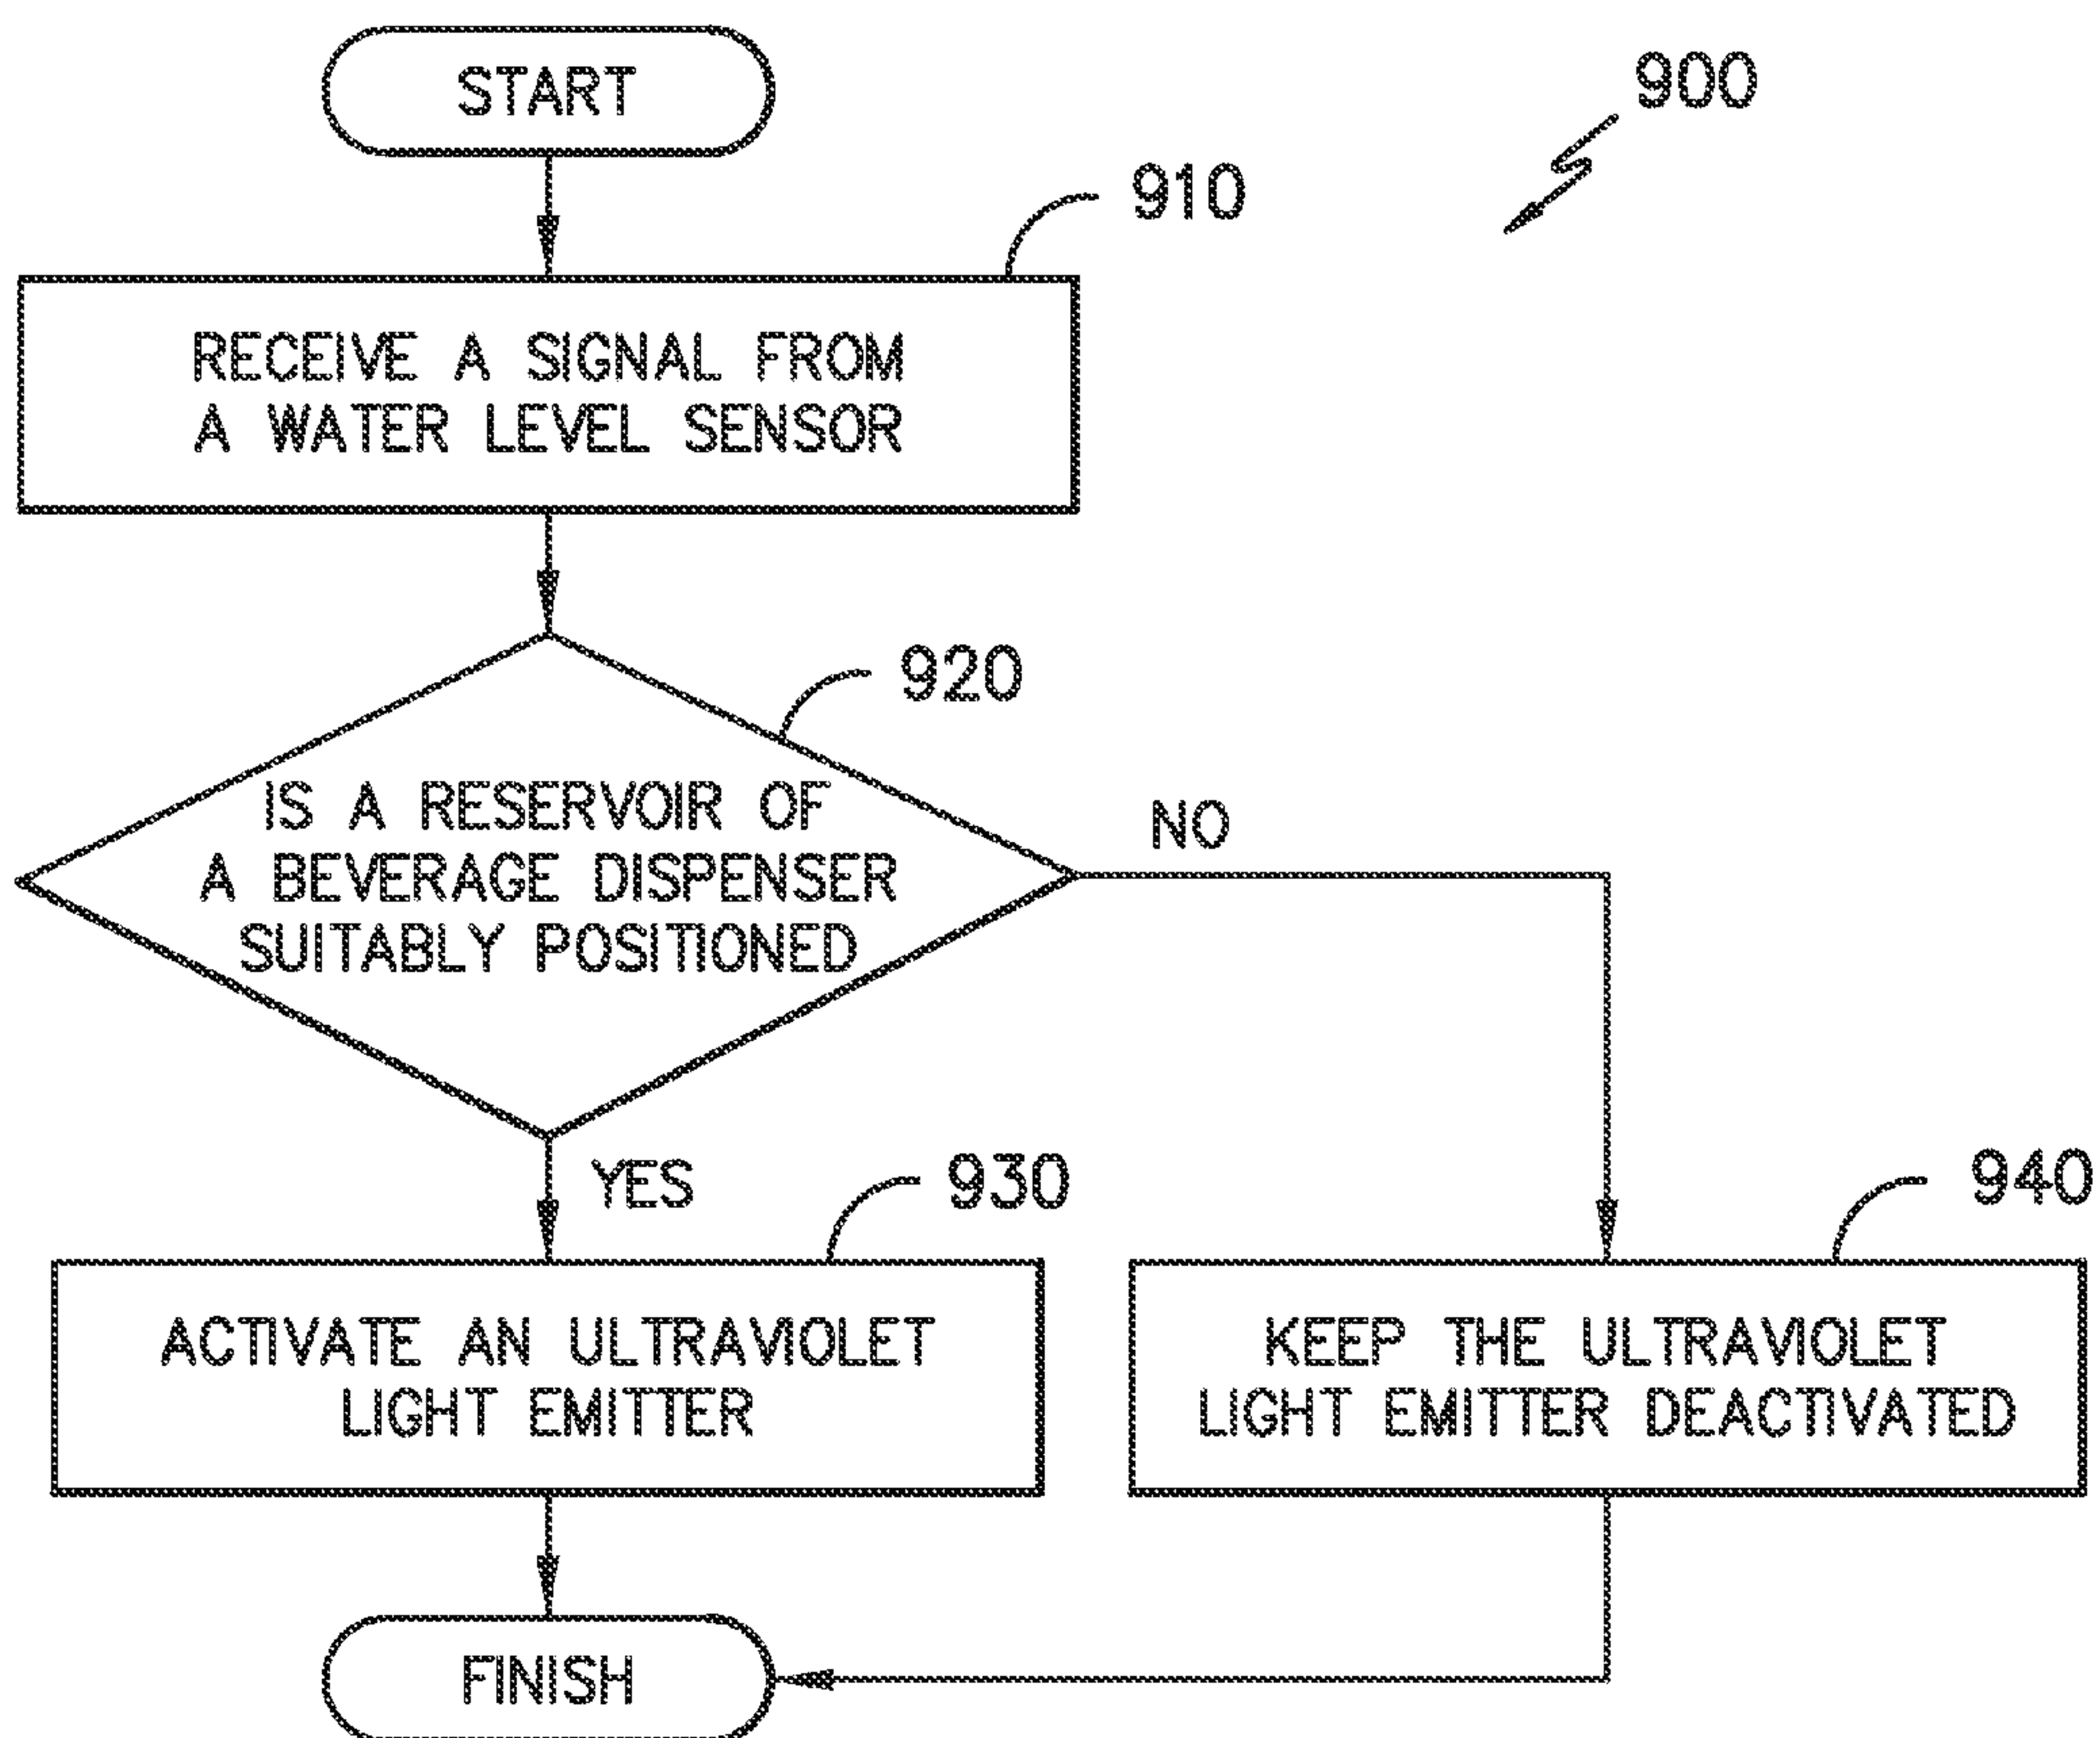 START
900
910
RECEIVE A SIGNAL FROM
A WATER LEVEL SENSOR
920
IS A RESERVOIR OF
A BEVERAGE DISPENSER
SUITABLY POSITIONED
NO
YES
930
940
ACTIVATE AN ULTRAVIOLET
LIGHT EMITTER
KEEP THE ULTRAVIOLET
LIGHT EMITTER DEACTIVATED
FINISH